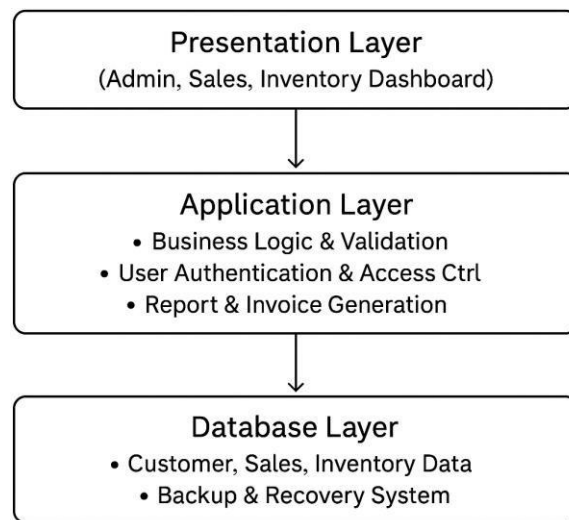 Presentation Layer
(Admin, Sales, Inventory Dashboard)
Application Layer
• Business Logic & Validation
• User Authentication & Access Ctrl
• Report & Invoice Generation
Database Layer
• Customer, Sales, Inventory Data
• Backup & Recovery System